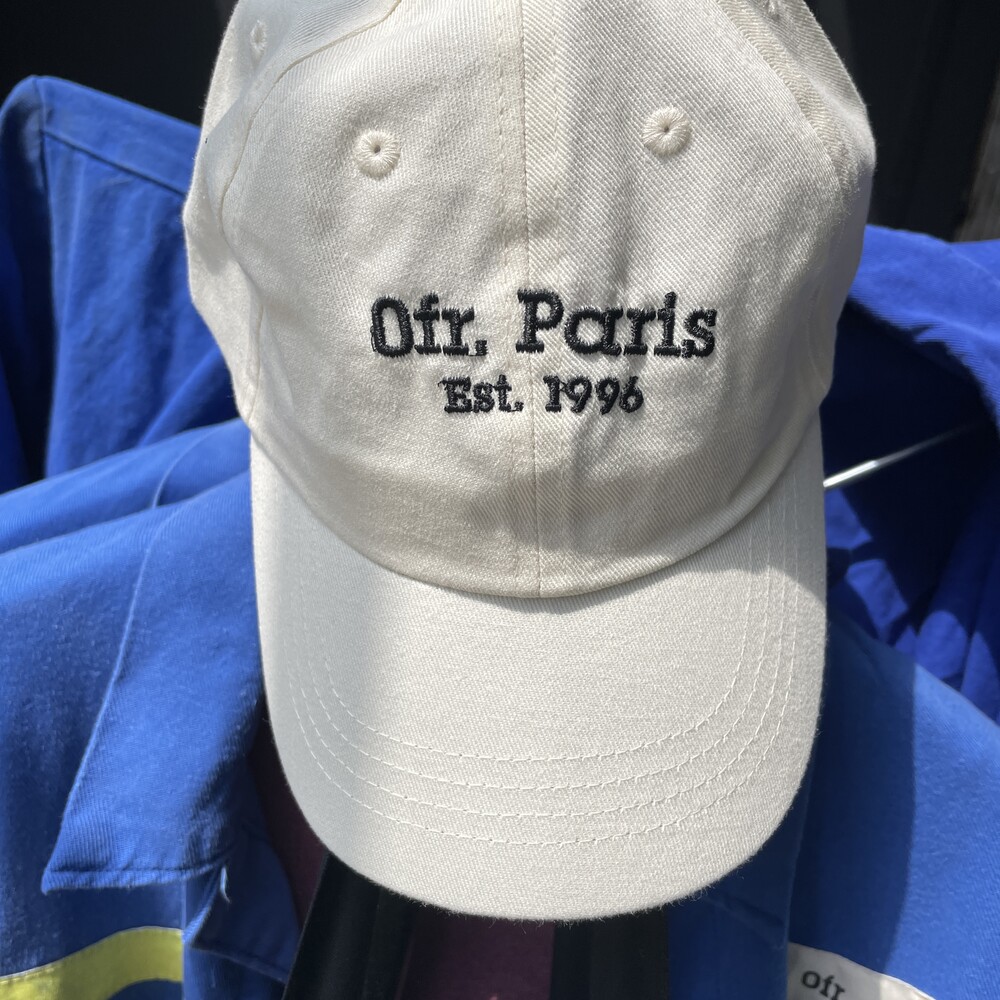 Ofr. Paris
Est. 1996
ofr